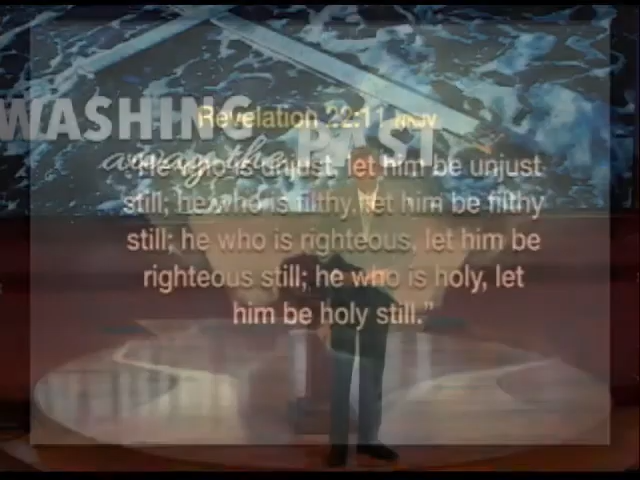 WASHING
away the PAST
Revelation 22:11 NKJV
"He who is unjust, let him be unjust
still; he who is filthy, let him be filthy
still; he who is righteous, let him be
righteous still; he who is holy, let
him be holy still."